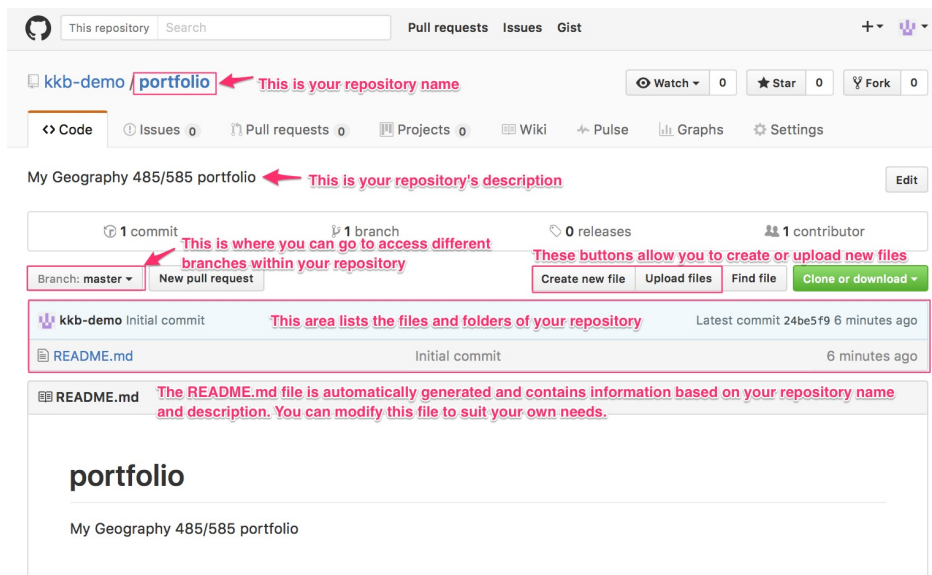 This repository Search Pull requests Issues Gist
kkb-demo / portfolio This is your repository name Watch 0 Star 0 Fork 0
Code Issues 0 Pull requests 0 Projects 0 Wiki Pulse Graphs Settings
My Geography 485/585 portfolio This is your repository's description Edit
1 commit 1 branch 0 releases 1 contributor
This is where you can go to access different
branches within your repository
These buttons allow you to create or upload new files
Branch: master New pull request Create new file Upload files Find file Clone or download
kkb-demo Initial commit This area lists the files and folders of your repository Latest commit 24be5f9 6 minutes ago
README.md Initial commit 6 minutes ago
README.md The README.md file is automatically generated and contains information based on your repository name
and description. You can modify this file to suit your own needs.
portfolio
My Geography 485/585 portfolio